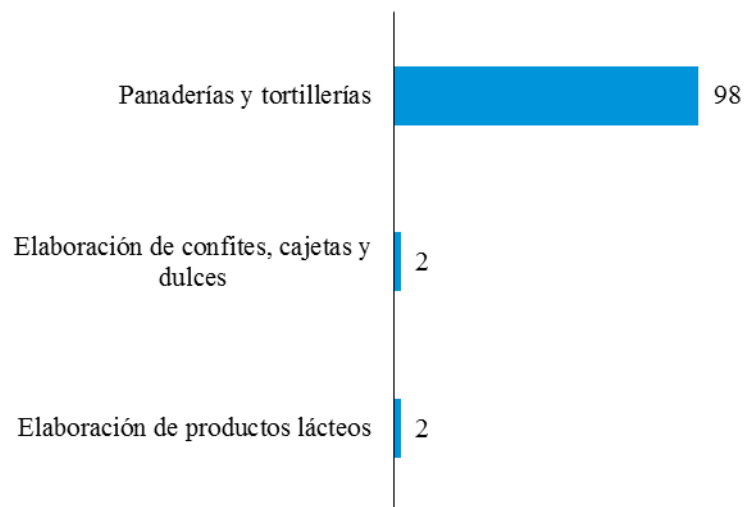 Panaderías y tortillerías
98
Elaboración de confites, cajetas y
dulces
2
Elaboración de productos lácteos
2